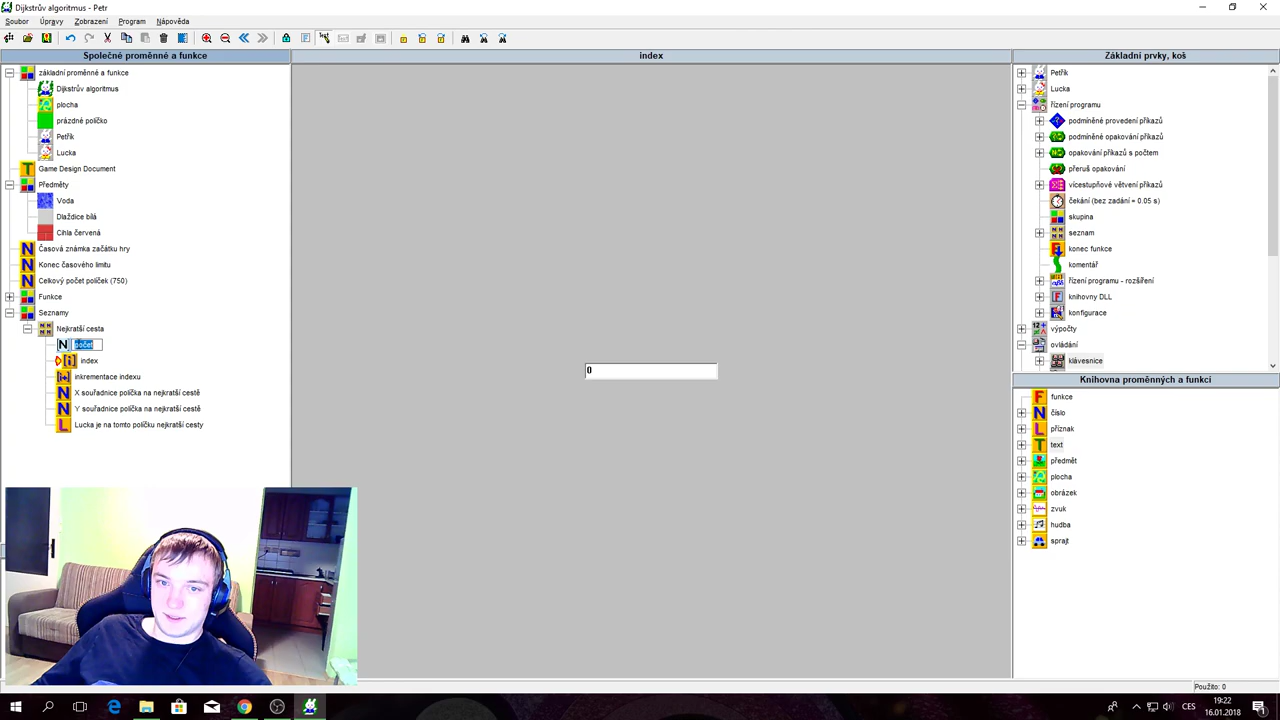 Dijkstrův algoritmus - Petr
Soubor Úpravy Zobrazení Program Nápověda
Společné proměnné a funkce
základní proměnné a funkce
Dijkstrův algoritmus
plocha
prázdné políčko
Petřík
Lucka
Game Design Document
Předměty
Voda
Dlaždice bílá
Cihla červená
Časová známka začátku hry
Konec časového limitu
Celkový počet políček (750)
Funkce
Seznamy
Nejkratší cesta
počet
index
inkrementace indexu
X souřadnice políčka na nejkratší cestě
Y souřadnice políčka na nejkratší cestě
Lucka je na tomto políčku nejkratší cesty
index
0
Základní prvky, koš
Petřík
Lucka
řízení programu
podmíněné provedení příkazů
podmíněné opakování příkazů
opakování příkazů s počtem
přeruš opakování
vícestupňové větvení příkazů
čekání (bez zadání = 0.05 s)
skupina
seznam
konec funkce
komentář
řízení programu - rozšíření
knihovny DLL
konfigurace
výpočty
ovládání
klávesnice
Knihovna proměnných a funkcí
funkce
číslo
příznak
text
předmět
plocha
obrázek
zvuk
hudba
sprajt
Použito: 0
CES
19:22
16.01.2018